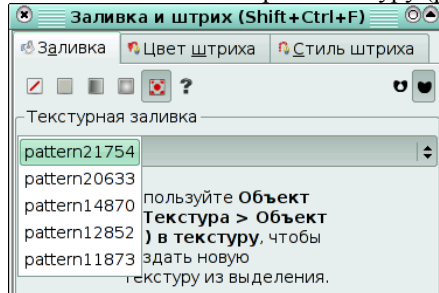 Заливка и штрих (Shift+Ctrl+F)
Заливка Цвет штриха Стиль штриха
?
Текстурная заливка
pattern21754
pattern20633
pattern14870
pattern12852
pattern11873
пользуйте Объект
Текстура > Объект
) в текстуру, чтобы
здать новую
текстуру из выделения.